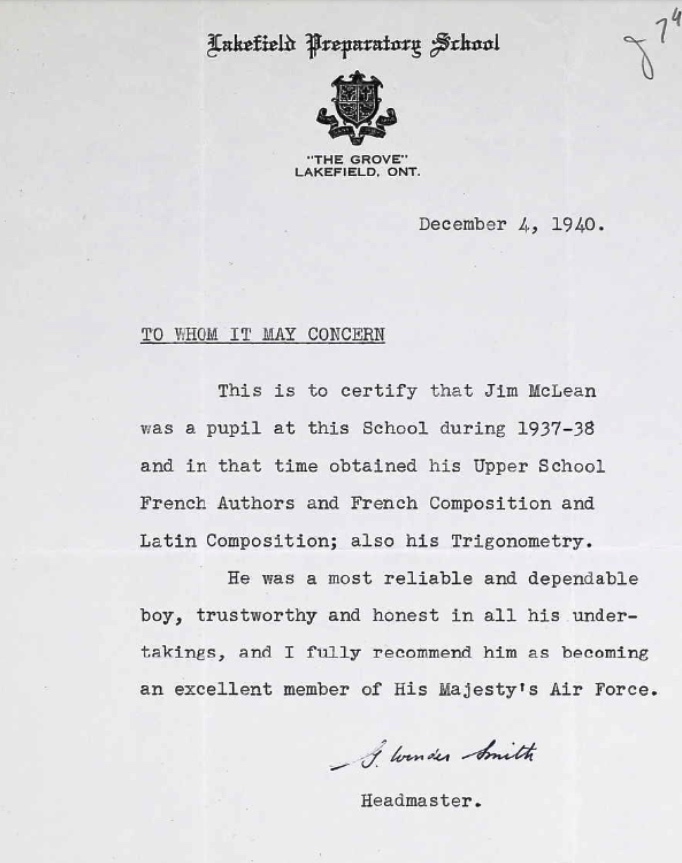 Lakefield Preparatory School
"THE GROVE"
LAKEFIELD, ONT.
December 4, 1940.
TO WHOM IT MAY CONCERN
This is to certify that Jim McLean
was a pupil at this School during 1937-38
and in that time obtained his Upper School
French Authors and French Composition and
Latin Composition; also his Trigonometry.
He was a most reliable and dependable
boy, trustworthy and honest in all his under-
takings, and I fully recommend him as becoming
an excellent member of His Majesty's Air Force.
Smith
Headmaster.